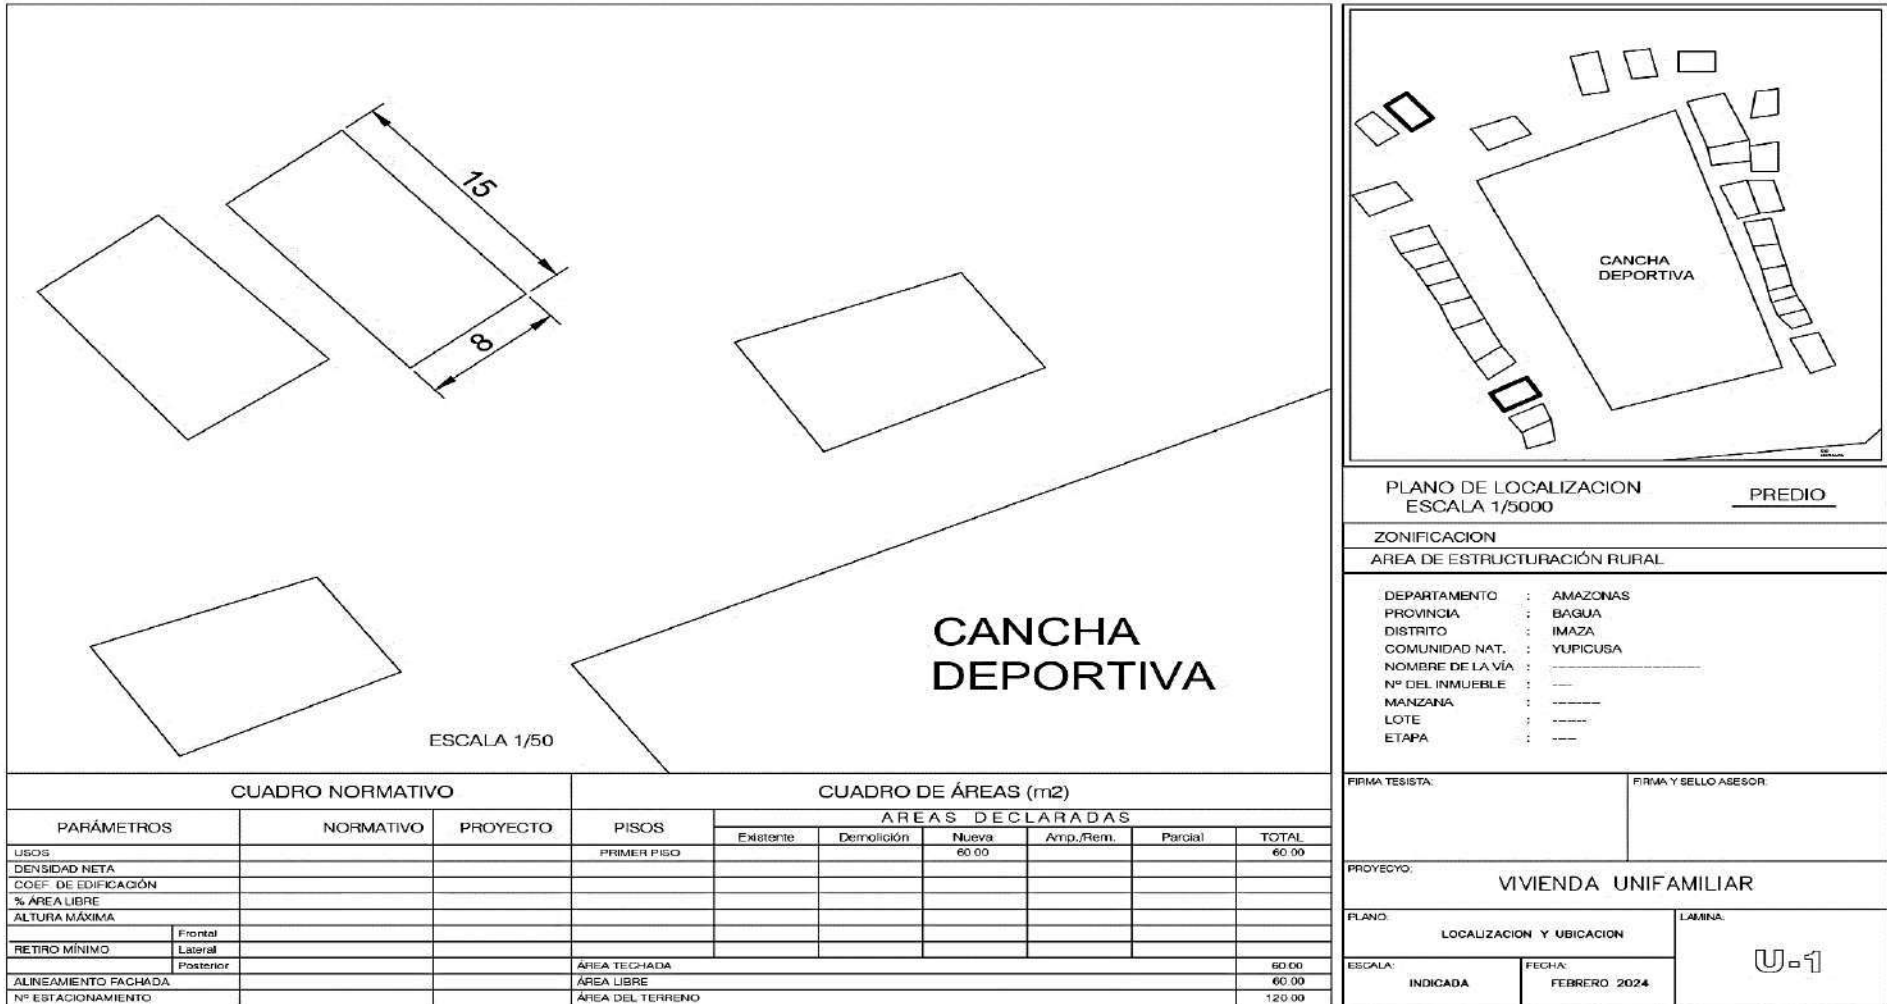 15
8
CANCHA
DEPORTIVA
ESCALA 1/50
CANCHA
DEPORTIVA
PLANO DE LOCALIZACION
ESCALA 1/5000
PREDIO
ZONIFICACION
AREA DE ESTRUCTURACIÓN RURAL
DEPARTAMENTO : AMAZONAS
PROVINCIA : BAGUA
DISTRITO : IMAZA
COMUNIDAD NAT. : YUPICUSA
NOMBRE DE LA VÍA : --------------------
Nº DEL INMUEBLE : ---
MANZANA : -------
LOTE : -----
ETAPA : ----
FIRMA TESISTA:
FIRMA Y SELLO ASESOR:
PROYECYO:
VIVIENDA UNIFAMILIAR
PLANO:
LOCALIZACION Y UBICACION
LAMINA:
U-1
ESCALA:
INDICADA
FECHA:
FEBRERO 2024
CUADRO NORMATIVO
PARÁMETROS NORMATIVO PROYECTO
USOS
DENSIDAD NETA
COEF. DE EDIFICACIÓN
% ÁREA LIBRE
ALTURA MÁXIMA
Frontal
RETIRO MÍNIMO Lateral
Posterior
ALINEAMIENTO FACHADA
Nº ESTACIONAMIENTO
CUADRO DE ÁREAS (m2)
PISOS
AREAS DECLARADAS
Existente Demolición Nueva Amp./Rem. Parcial TOTAL
PRIMER PISO 60.00 60.00
ÁREA TECHADA 60.00
ÁREA LIBRE 60.00
ÁREA DEL TERRENO 120.00